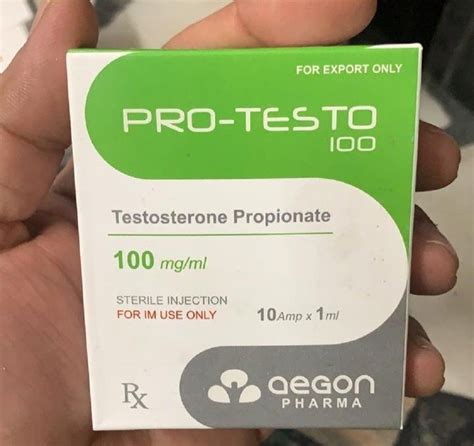 FOR EXPORT ONLY
PRO-TESTO
100
Testosterone Propionate
100 mg/ml
STERILE INJECTION
FOR IM USE ONLY
10Amp x 1ml
Rx
aegon
PHARMA